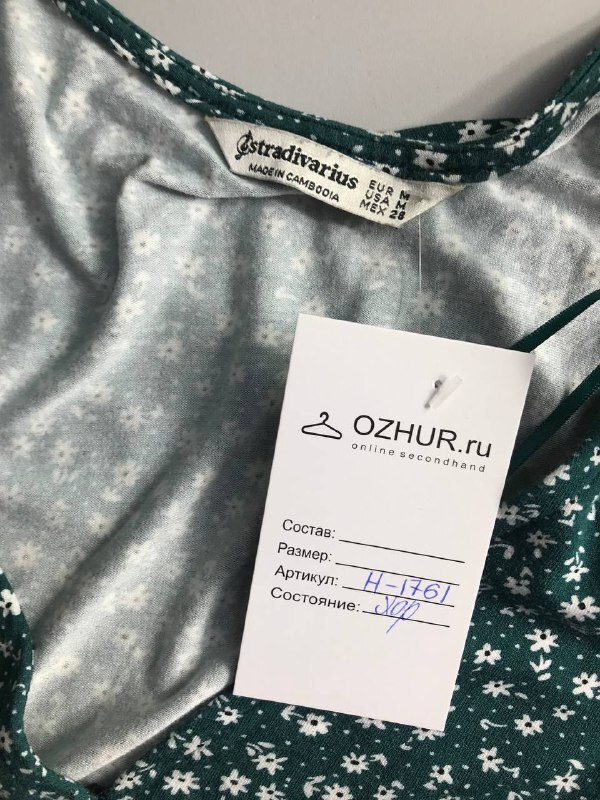 stradivarius
MADE IN CAMBODIA
EUR M
USA M
MEX 28
OZHUR.ru
online secondhand
Состав:
Размер:
Артикул: Н-1761
Состояние: Хор